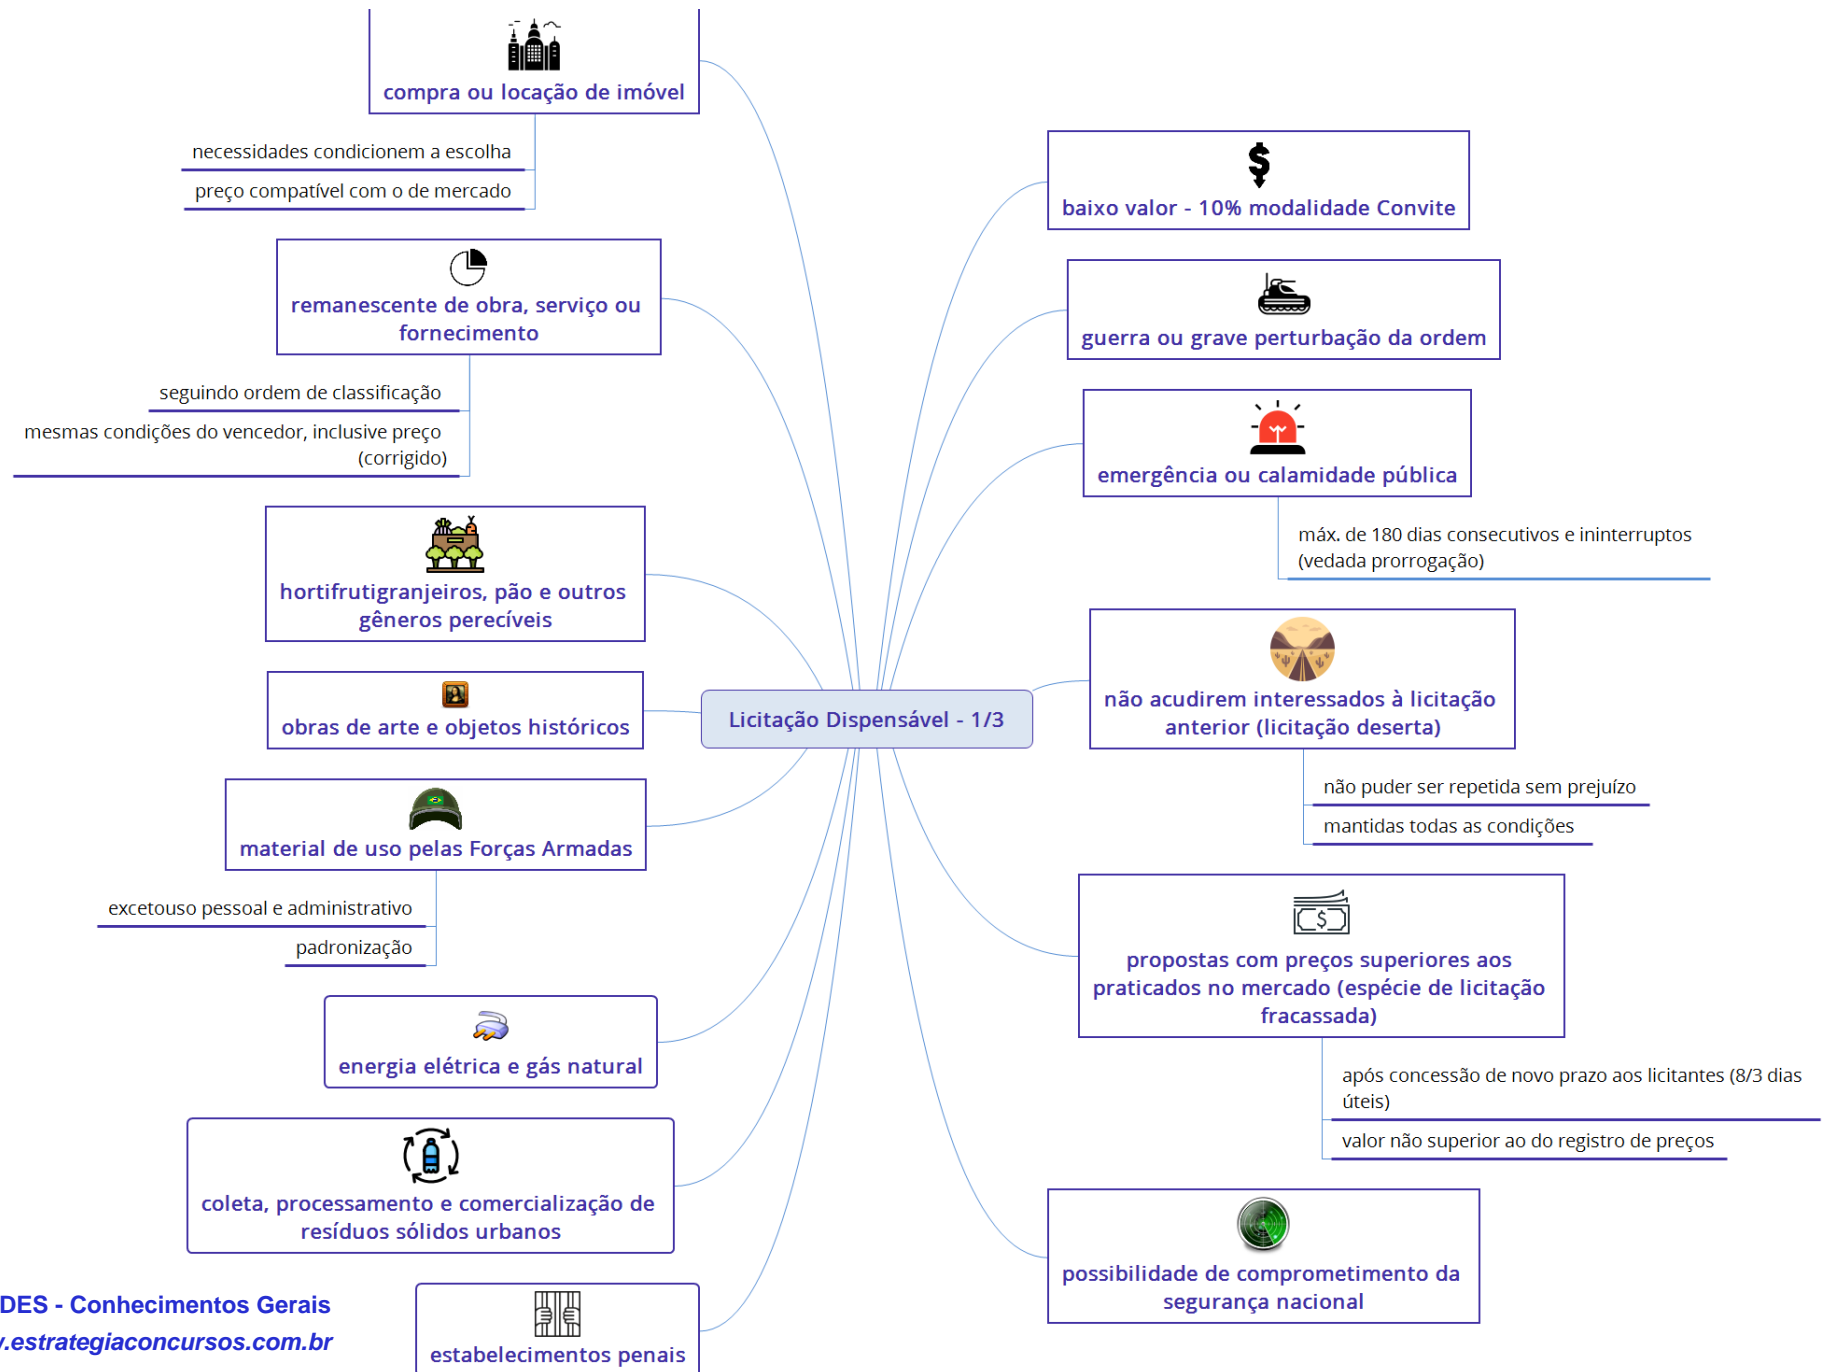 compra ou locação de imóvel
necessidades condicionem a escolha
preço compatível com o de mercado
remanescente de obra, serviço ou
fornecimento
seguindo ordem de classificação
mesmas condições do vencedor, inclusive preço
(corrigido)
hortifrutigranjeiros, pão e outros
gêneros perecíveis
obras de arte e objetos históricos
material de uso pelas Forças Armadas
excetouso pessoal e administrativo
padronização
energia elétrica e gás natural
coleta, processamento e comercialização de
resíduos sólidos urbanos
estabelecimentos penais
Licitação Dispensável - 1/3
baixo valor - 10% modalidade Convite
guerra ou grave perturbação da ordem
emergência ou calamidade pública
máx. de 180 dias consecutivos e ininterruptos
(vedada prorrogação)
não acudirem interessados à licitação
anterior (licitação deserta)
não puder ser repetida sem prejuízo
mantidas todas as condições
propostas com preços superiores aos
praticados no mercado (espécie de licitação
fracassada)
após concessão de novo prazo aos licitantes (8/3 dias
úteis)
valor não superior ao do registro de preços
possibilidade de comprometimento da
segurança nacional
DES - Conhecimentos Gerais
.estrategiaconcursos.com.br